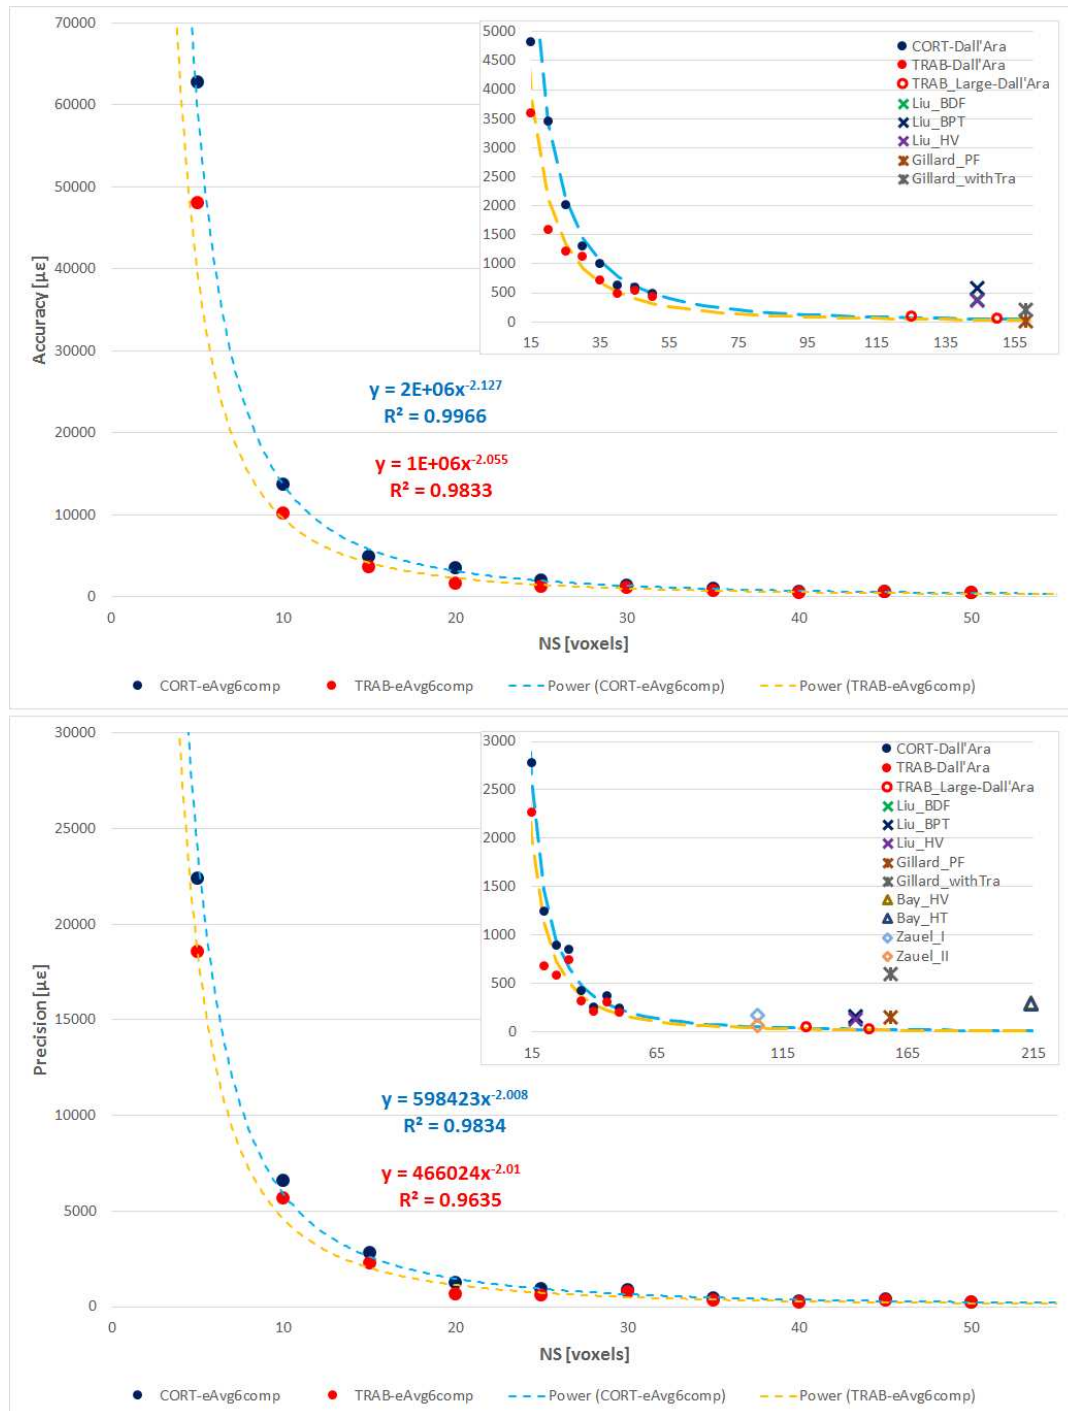 70000
60000
50000
40000
30000
20000
10000
0
Accuracy [με]
0
10
20
30
40
50
NS [voxels]
y = 2E+06x^-2.127
R² = 0.9966
y = 1E+06x^-2.055
R² = 0.9833
5000
4500
4000
3500
3000
2500
2000
1500
1000
500
0
15
35
55
75
95
115
135
155
CORT-Dall'Ara
TRAB-Dall'Ara
TRAB_Large-Dall'Ara
Liu_BDF
Liu_BPT
Liu_HV
Gillard_PF
Gillard_withTra
CORT-eAvg6comp
TRAB-eAvg6comp
Power (CORT-eAvg6comp)
Power (TRAB-eAvg6comp)
30000
25000
20000
15000
10000
5000
0
Precision [με]
0
10
20
30
40
50
NS [voxels]
y = 598423x^-2.008
R² = 0.9834
y = 466024x^-2.01
R² = 0.9635
3000
2500
2000
1500
1000
500
0
15
65
115
165
215
CORT-Dall'Ara
TRAB-Dall'Ara
TRAB_Large-Dall'Ara
Liu_BDF
Liu_BPT
Liu_HV
Gillard_PF
Gillard_withTra
Bay_HV
Bay_HT
Zauel_I
Zauel_II
CORT-eAvg6comp
TRAB-eAvg6comp
Power (CORT-eAvg6comp)
Power (TRAB-eAvg6comp)